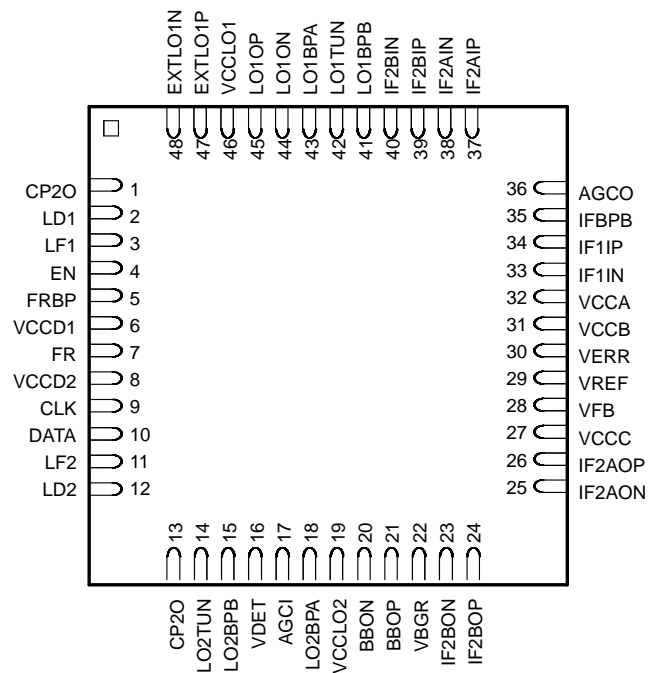 EXTLO1N
EXTLO1P
VCCLO1
LO1OP
LO1ON
LO1BPA
LO1TUN
LO1BPB
IF2BIN
IF2BIP
IF2AIN
IF2AIP
48 47 46 45 44 43 42 41 40 39 38 37
CP2O 1
LD1 2
LF1 3
EN 4
FRBP 5
VCCD1 6
FR 7
VCCD2 8
CLK 9
DATA 10
LF2 11
LD2 12
36 AGCO
35 IFBPB
34 IF1IP
33 IF1IN
32 VCCA
31 VCCB
30 VERR
29 VREF
28 VFB
27 VCCC
26 IF2AOP
25 IF2AON
13 14 15 16 17 18 19 20 21 22 23 24
CP2O
LO2TUN
LO2BPB
VDET
AGCI
LO2BPA
VCCLO2
BBON
BBOP
VBGR
IF2BON
IF2BOP